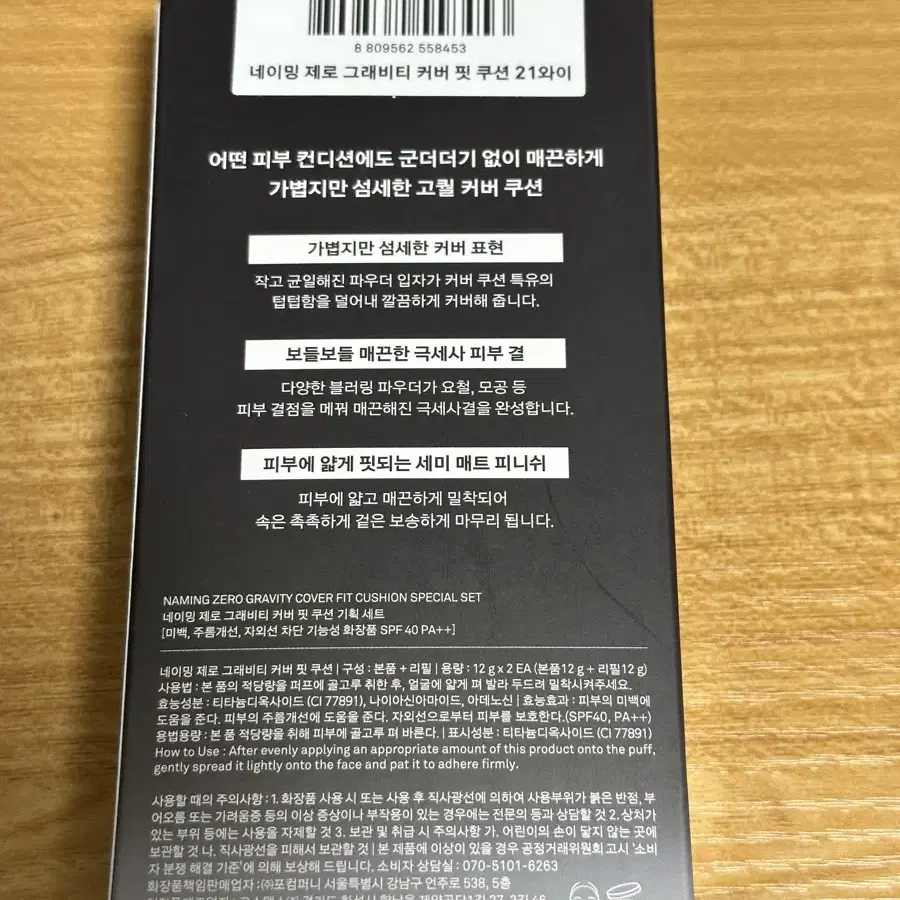 8 809562 558453
네이밍 제로 그래비티 커버 핏 쿠션 21와이
어떤 피부 컨디션에도 군더더기 없이 매끈하게
가볍지만 섬세한 고퀄 커버 쿠션
가볍지만 섬세한 커버 표현
작고 균일해진 파우더 입자가 커버 쿠션 특유의
텁텁함을 덜어내 깔끔하게 커버해 줍니다.
보들보들 매끈한 극세사 피부 결
다양한 블러링 파우더가 요철, 모공 등
피부 결점을 메꿔 매끈해진 극세사결을 완성합니다.
피부에 얇게 핏되는 세미 매트 피니쉬
피부에 얇고 매끈하게 밀착되어
속은 촉촉하게 겉은 보송하게 마무리 됩니다.
NAMING ZERO GRAVITY COVER FIT CUSHION SPECIAL SET
네이밍 제로 그래비티 커버 핏 쿠션 기획 세트
[미백, 주름개선, 자외선 차단 기능성 화장품 SPF 40 PA++]
네이밍 제로 그래비티 커버 핏 쿠션 | 구성 : 본품 + 리필 | 용량 : 12 g x 2 EA (본품12 g + 리필12 g)
사용법 : 본 품의 적당량을 퍼프에 골고루 취한 후, 얼굴에 얇게 펴 발라 두드려 밀착시켜주세요.
효능성분 : 티타늄디옥사이드 (CI 77891), 나이아신아마이드, 아데노신 | 효능효과 : 피부의 미백에
도움을 준다. 피부의 주름개선에 도움을 준다. 자외선으로부터 피부를 보호한다.(SPF40, PA++)
용법용량 : 본 품 적당량을 취해 피부에 골고루 펴 바른다. | 표시성분 : 티타늄디옥사이드 (CI 77891)
How to Use : After evenly applying an appropriate amount of this product onto the puff,
gently spread it lightly onto the face and pat it to adhere firmly.
사용할 때의 주의사항 : 1. 화장품 사용 시 또는 사용 후 직사광선에 의하여 사용부위가 붉은 반점, 부
어오름 또는 가려움증 등의 이상 증상이나 부작용이 있는 경우에는 전문의 등과 상담할 것 2. 상처가
있는 부위 등에는 사용을 자제할 것 3. 보관 및 취급 시 주의사항 가. 어린이의 손이 닿지 않는 곳에
보관할 것 나. 직사광선을 피해서 보관할 것 | 본 제품에 이상이 있을 경우 공정거래위원회 고시 '소비
자 분쟁 해결 기준'에 의해 보상해 드립니다. 소비자 상담실 : 070-5101-6263
화장품책임판매업자 : ㈜포컴퍼니 서울특별시 강남구 언주로 538, 5층